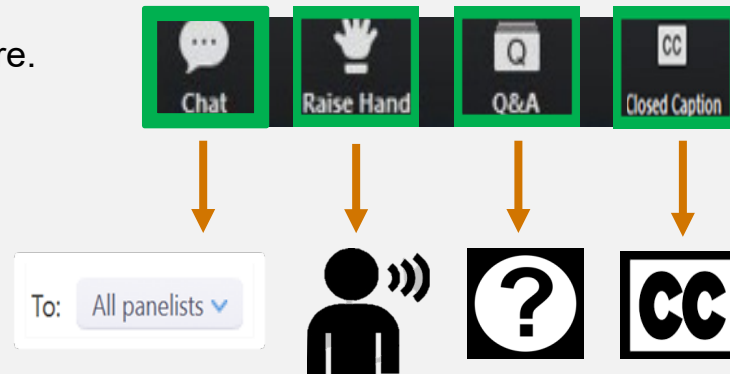 re.
CC
Q
Chat Raise Hand Q&A Closed Caption
To: All panelists
?
CC